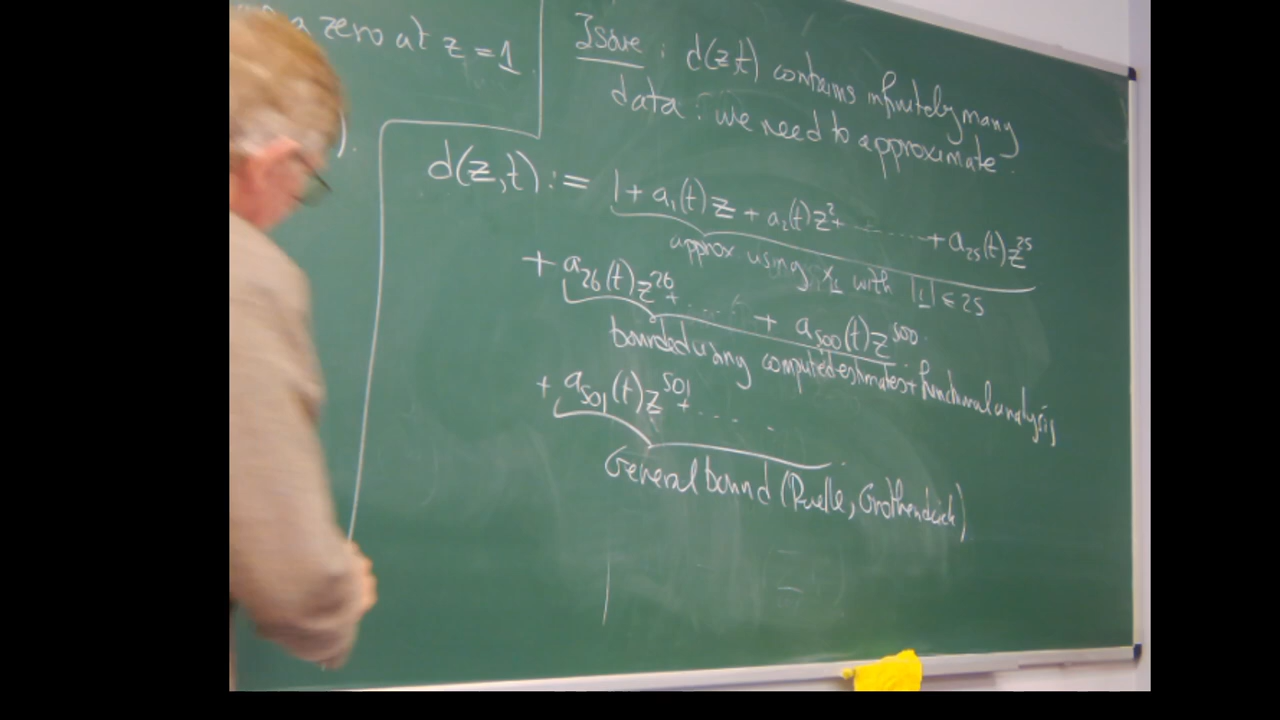 a zero at z = 1
).
Issue : d(z,t) contains infinitely many
data : we need to approximate.
d(z,t) := 1 + a₁(t)z + a₂(t)z² + ........ + a₂₅(t)z²⁵
approx using x_i with |i| ≤ 25
+ a₂₆(t)z²⁶ + .... + a₅₀₀(t)z⁵⁰⁰.
bounded using computed estimates + functional analysis
+ a₅₀₁(t)z⁵⁰¹ + .....
General bound (Ruelle, Grothendieck)